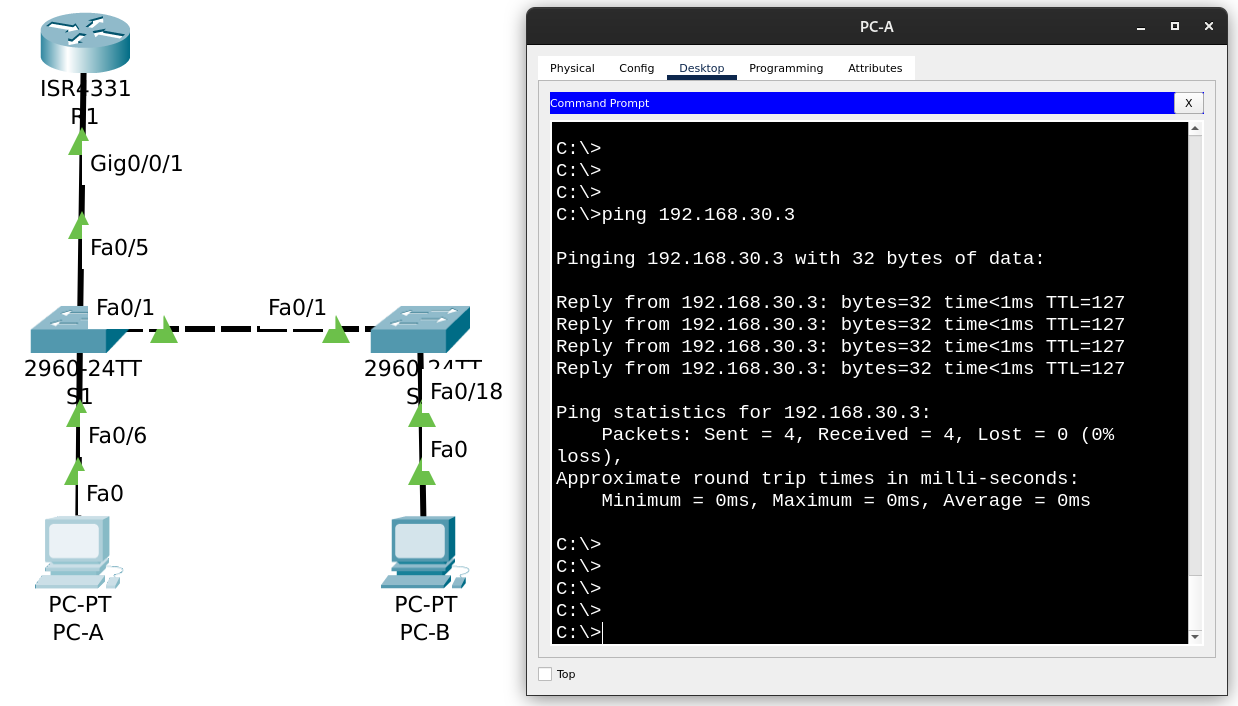 ISR4331
R1
Gig0/0/1
Fa0/5
Fa0/1
Fa0/1
2960-24TT
S1
2960-24TT
S
Fa0/18
Fa0/6
Fa0
Fa0
PC-PT
PC-A
PC-PT
PC-B
PC-A
Physical Config Desktop Programming Attributes
Command Prompt X
C:\>
C:\>
C:\>
C:\>ping 192.168.30.3
Pinging 192.168.30.3 with 32 bytes of data:
Reply from 192.168.30.3: bytes=32 time<1ms TTL=127
Reply from 192.168.30.3: bytes=32 time<1ms TTL=127
Reply from 192.168.30.3: bytes=32 time<1ms TTL=127
Reply from 192.168.30.3: bytes=32 time<1ms TTL=127
Ping statistics for 192.168.30.3:
Packets: Sent = 4, Received = 4, Lost = 0 (0%
loss),
Approximate round trip times in milli-seconds:
Minimum = 0ms, Maximum = 0ms, Average = 0ms
C:\>
C:\>
C:\>
C:\>
C:\>
Top